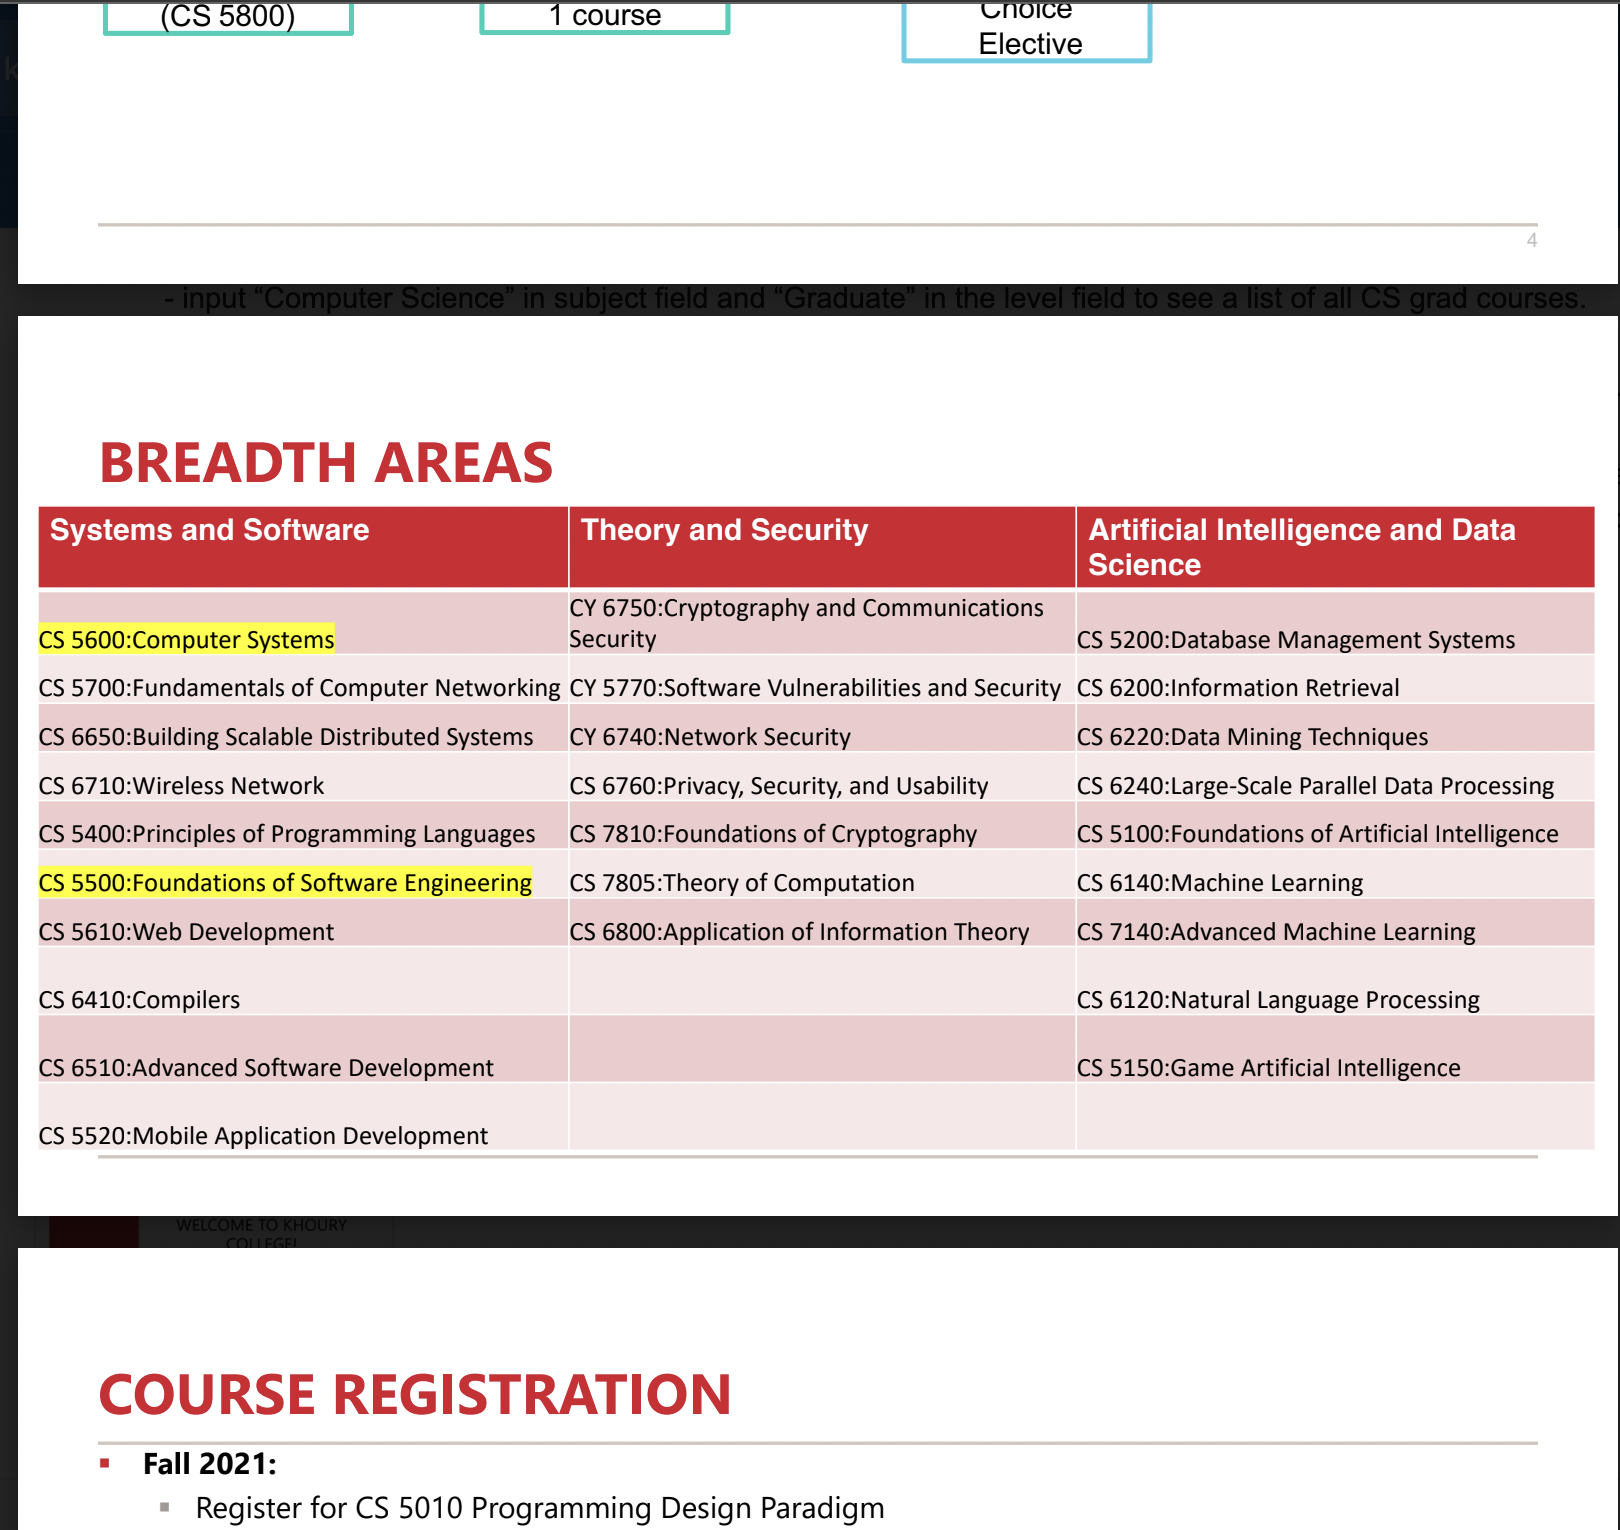 (CS 5800)
1 course
Choice
Elective
4
- input “Computer Science” in subject field and “Graduate” in the level field to see a list of all CS grad courses.
BREADTH AREAS
Systems and Software
Theory and Security
Artificial Intelligence and Data
Science
CS 5600:Computer Systems
CY 6750:Cryptography and Communications
Security
CS 5200:Database Management Systems
CS 5700:Fundamentals of Computer Networking
CY 5770:Software Vulnerabilities and Security
CS 6200:Information Retrieval
CS 6650:Building Scalable Distributed Systems
CY 6740:Network Security
CS 6220:Data Mining Techniques
CS 6710:Wireless Network
CS 6760:Privacy, Security, and Usability
CS 6240:Large-Scale Parallel Data Processing
CS 5400:Principles of Programming Languages
CS 7810:Foundations of Cryptography
CS 5100:Foundations of Artificial Intelligence
CS 5500:Foundations of Software Engineering
CS 7805:Theory of Computation
CS 6140:Machine Learning
CS 5610:Web Development
CS 6800:Application of Information Theory
CS 7140:Advanced Machine Learning
CS 6410:Compilers
CS 6120:Natural Language Processing
CS 6510:Advanced Software Development
CS 5150:Game Artificial Intelligence
CS 5520:Mobile Application Development
WELCOME TO KHOURY
COLLEGE!
COURSE REGISTRATION
Fall 2021:
Register for CS 5010 Programming Design Paradigm